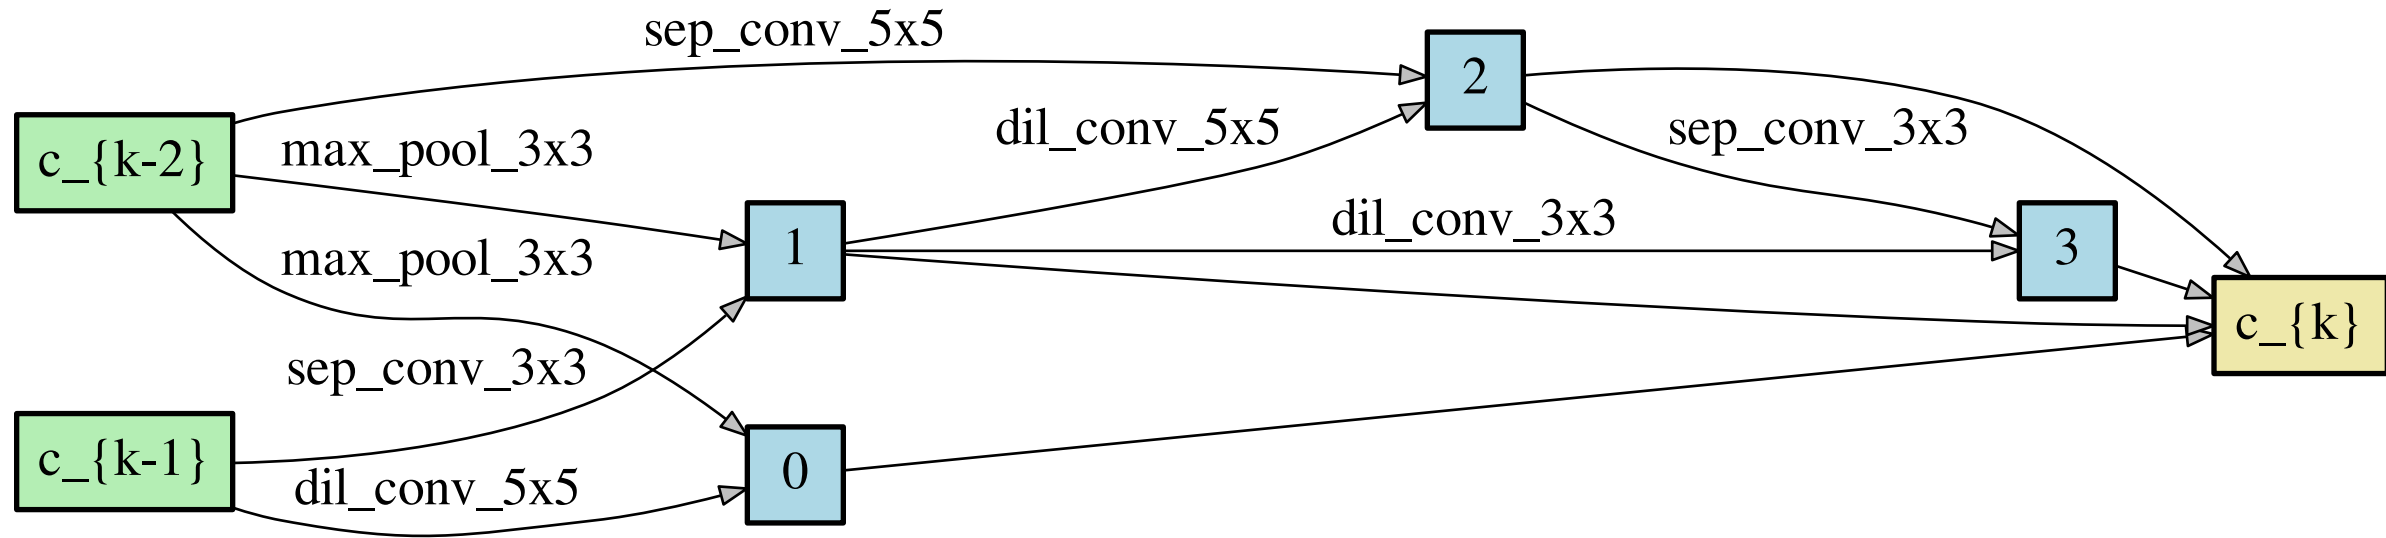 sep_conv_5x5
2
c_{k-2}
max_pool_3x3
dil_conv_5x5
sep_conv_3x3
1
dil_conv_3x3
3
max_pool_3x3
c_{k}
sep_conv_3x3
c_{k-1}
dil_conv_5x5
0